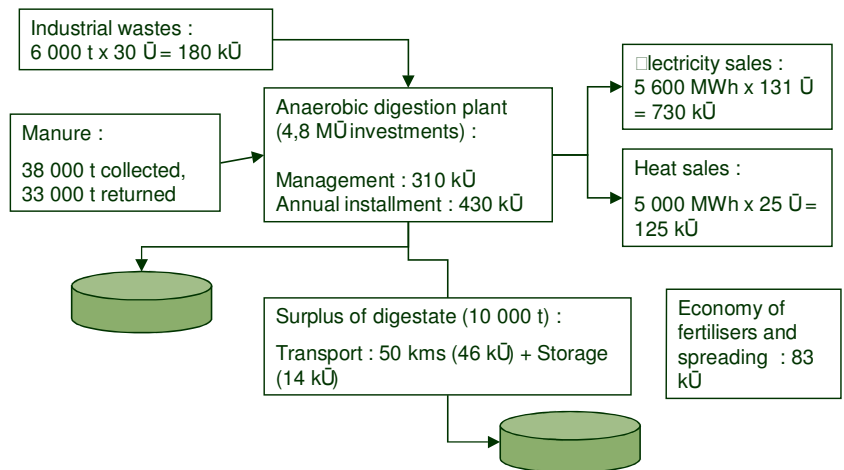 Industrial wastes :
6 000 t x 30 Ū = 180 kŪ
Manure :
38 000 t collected,
33 000 t returned
Anaerobic digestion plant
(4,8 MŪ investments) :
Management : 310 kŪ
Annual installment : 430 kŪ
□lectricity sales :
5 600 MWh x 131 Ū
= 730 kŪ
Heat sales :
5 000 MWh x 25 Ū =
125 kŪ
Surplus of digestate (10 000 t) :
Transport : 50 kms (46 kŪ) + Storage
(14 kŪ)
Economy of
fertilisers and
spreading : 83
kŪ